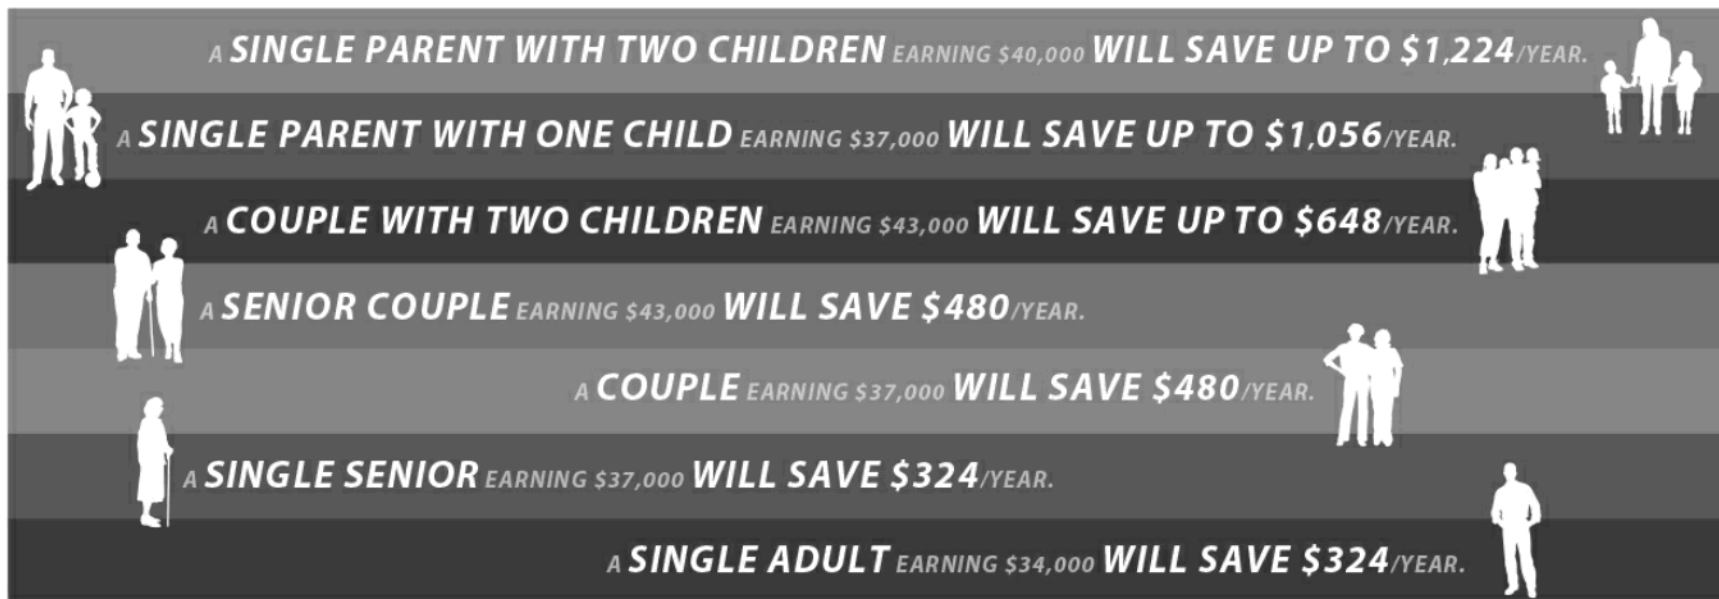 A SINGLE PARENT WITH TWO CHILDREN EARNING $40,000 WILL SAVE UP TO $1,224/YEAR.
A SINGLE PARENT WITH ONE CHILD EARNING $37,000 WILL SAVE UP TO $1,056/YEAR.
A COUPLE WITH TWO CHILDREN EARNING $43,000 WILL SAVE UP TO $648/YEAR.
A SENIOR COUPLE EARNING $43,000 WILL SAVE $480/YEAR.
A COUPLE EARNING $37,000 WILL SAVE $480/YEAR.
A SINGLE SENIOR EARNING $37,000 WILL SAVE $324/YEAR.
A SINGLE ADULT EARNING $34,000 WILL SAVE $324/YEAR.